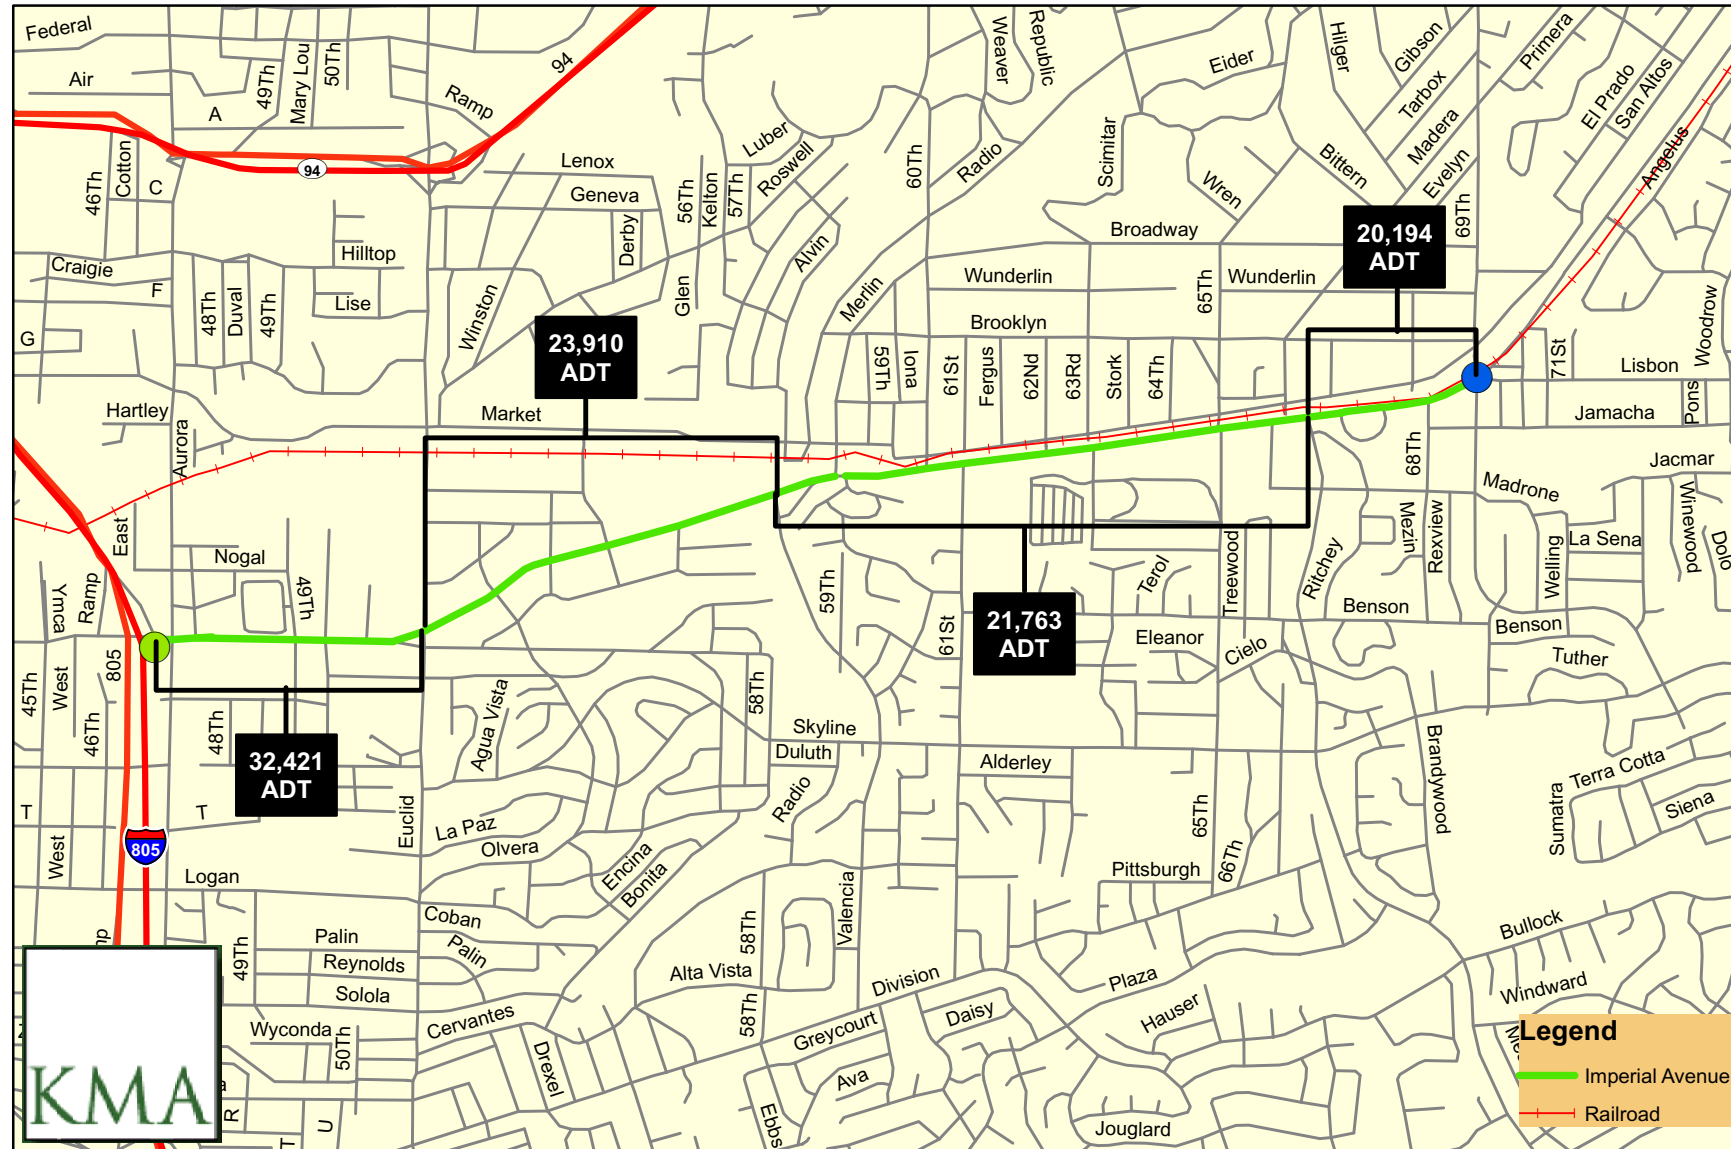 Federal
Air
A
49Th
Mary Lou
50Th
94
Ramp
94
Weaver
Republic
Eider
Hilger
Gibson
Tarbox
Primera
Madera
Evelyn
Bittern
El Prado
San Altos
Angelus
46Th
Cotton
C
Lenox
Geneva
Derby
56Th
Kelton
57Th
Luber
Roswell
Alvin
60Th
Radio
Scimitar
Wren
Broadway
69Th
20,194
ADT
Craigie
F
Hilltop
Lise
48Th
Duval
49Th
Winston
Glen
Merlin
Wunderlin
65Th
Wunderlin
Woodrow
G
23,910
ADT
Brooklyn
59Th
Iona
61St
Fergus
62Nd
63Rd
Stork
64Th
71St
Lisbon
Pons
Jamacha
Hartley
Aurora
Market
68Th
Jacmar
Madrone
Winewood
East
Nogal
49Th
Ymca
Ramp
59Th
61St
Terol
Treewood
Ritchey
Mezin
Rexview
Welling
La Sena
Dolo
21,763
ADT
Eleanor
Cielo
Benson
Benson
Tuther
45Th
West
805
46Th
48Th
Agua Vista
58Th
Skyline
Duluth
Radio
Alderley
32,421
ADT
Brandywood
Terra Cotta
Siena
Sumatra
T
T
West
805
Euclid
La Paz
Olvera
Encina
Bonita
65Th
66Th
Pittsburgh
Logan
Coban
Palin
Palin
Reynolds
Solola
49Th
Valencia
58Th
Alta Vista
58Th
Division
Plaza
Bullock
Windward
Wyconda
50Th
Cervantes
Drexel
Greycourt
Daisy
Hauser
Ava
Ebbs
Jouglard
R
T
U
KMA
Legend
Imperial Avenue
Railroad